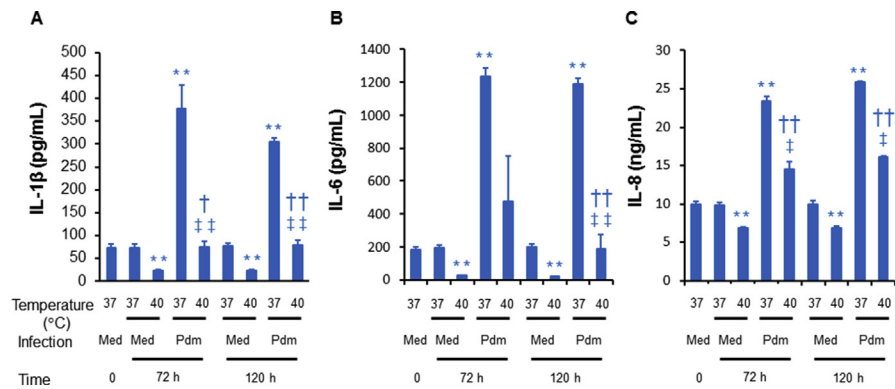 A
B
C
IL-1β (pg/mL)
500
450
400
350
300
250
200
150
100
50
0
** ** † ‡‡ ** ** †† ‡‡
IL-6 (pg/mL)
1400
1200
1000
800
600
400
200
0
** ** ** ** †† ‡‡
IL-8 (ng/mL)
30
25
20
15
10
5
0
** ** †† ‡ ** ** †† ‡
Temperature (°C) 37 37 40 37 40 37 40 37 40 37 37 40 37 40 37 40 37 40 37 37 40 37 40 37 40 37 40
Infection Med Med Pdm Med Pdm Med Med Pdm Med Pdm Med Med Pdm Med Pdm
Time 0 72 h 120 h 0 72 h 120 h 0 72 h 120 h